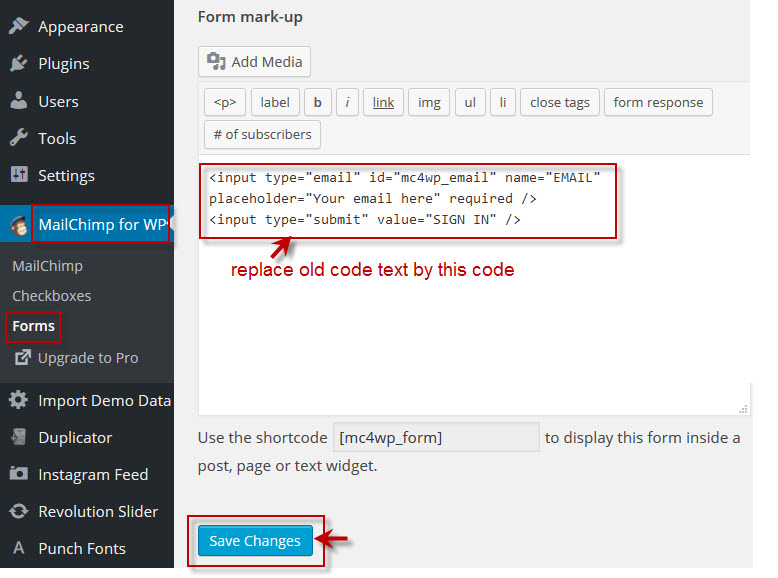 Appearance
Plugins
Users
Tools
Settings
MailChimp for WP
MailChimp
Checkboxes
Forms
Upgrade to Pro
Import Demo Data
Duplicator
Instagram Feed
Revolution Slider
Punch Fonts
Form mark-up
Add Media
<p> label b i link img ul li close tags form response
# of subscribers
<input type="email" id="mc4wp_email" name="EMAIL"
placeholder="Your email here" required />
<input type="submit" value="SIGN IN" />
replace old code text by this code
Use the shortcode [mc4wp_form] to display this form inside a
post, page or text widget.
Save Changes